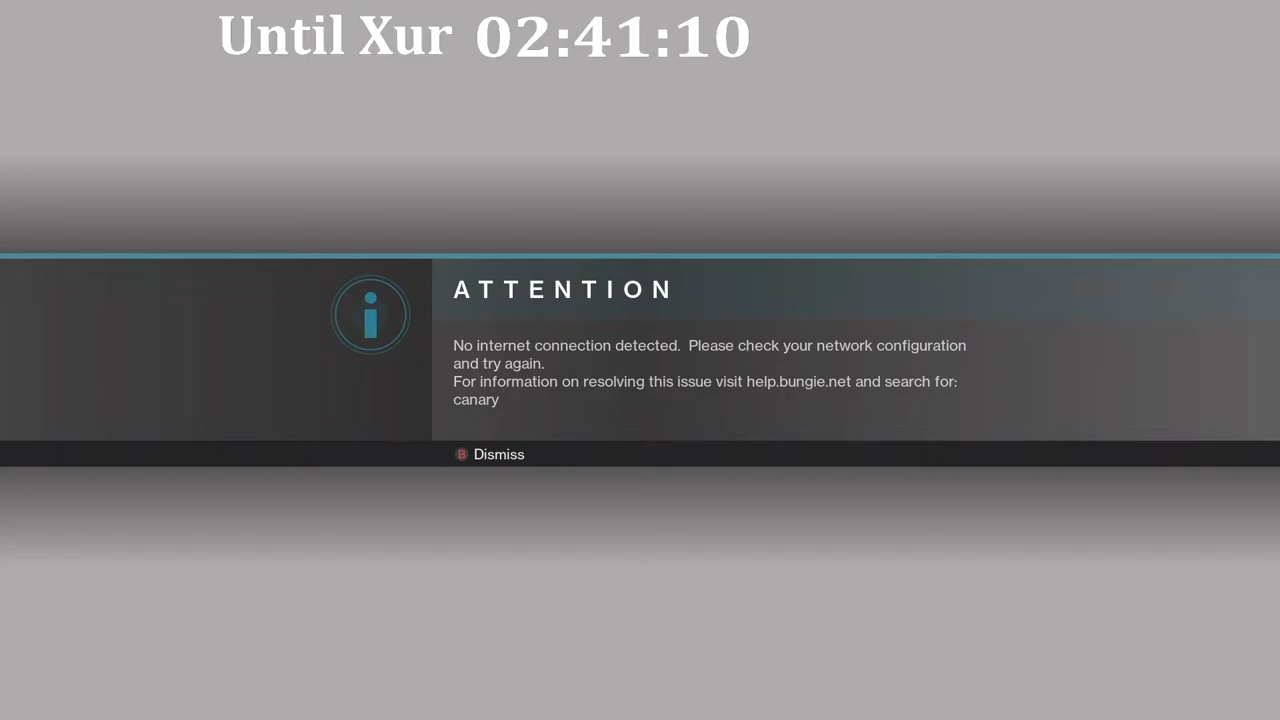 Until Xur 02:41:10
ATTENTION
No internet connection detected.  Please check your network configuration
and try again.
For information on resolving this issue visit help.bungie.net and search for:
canary
B Dismiss